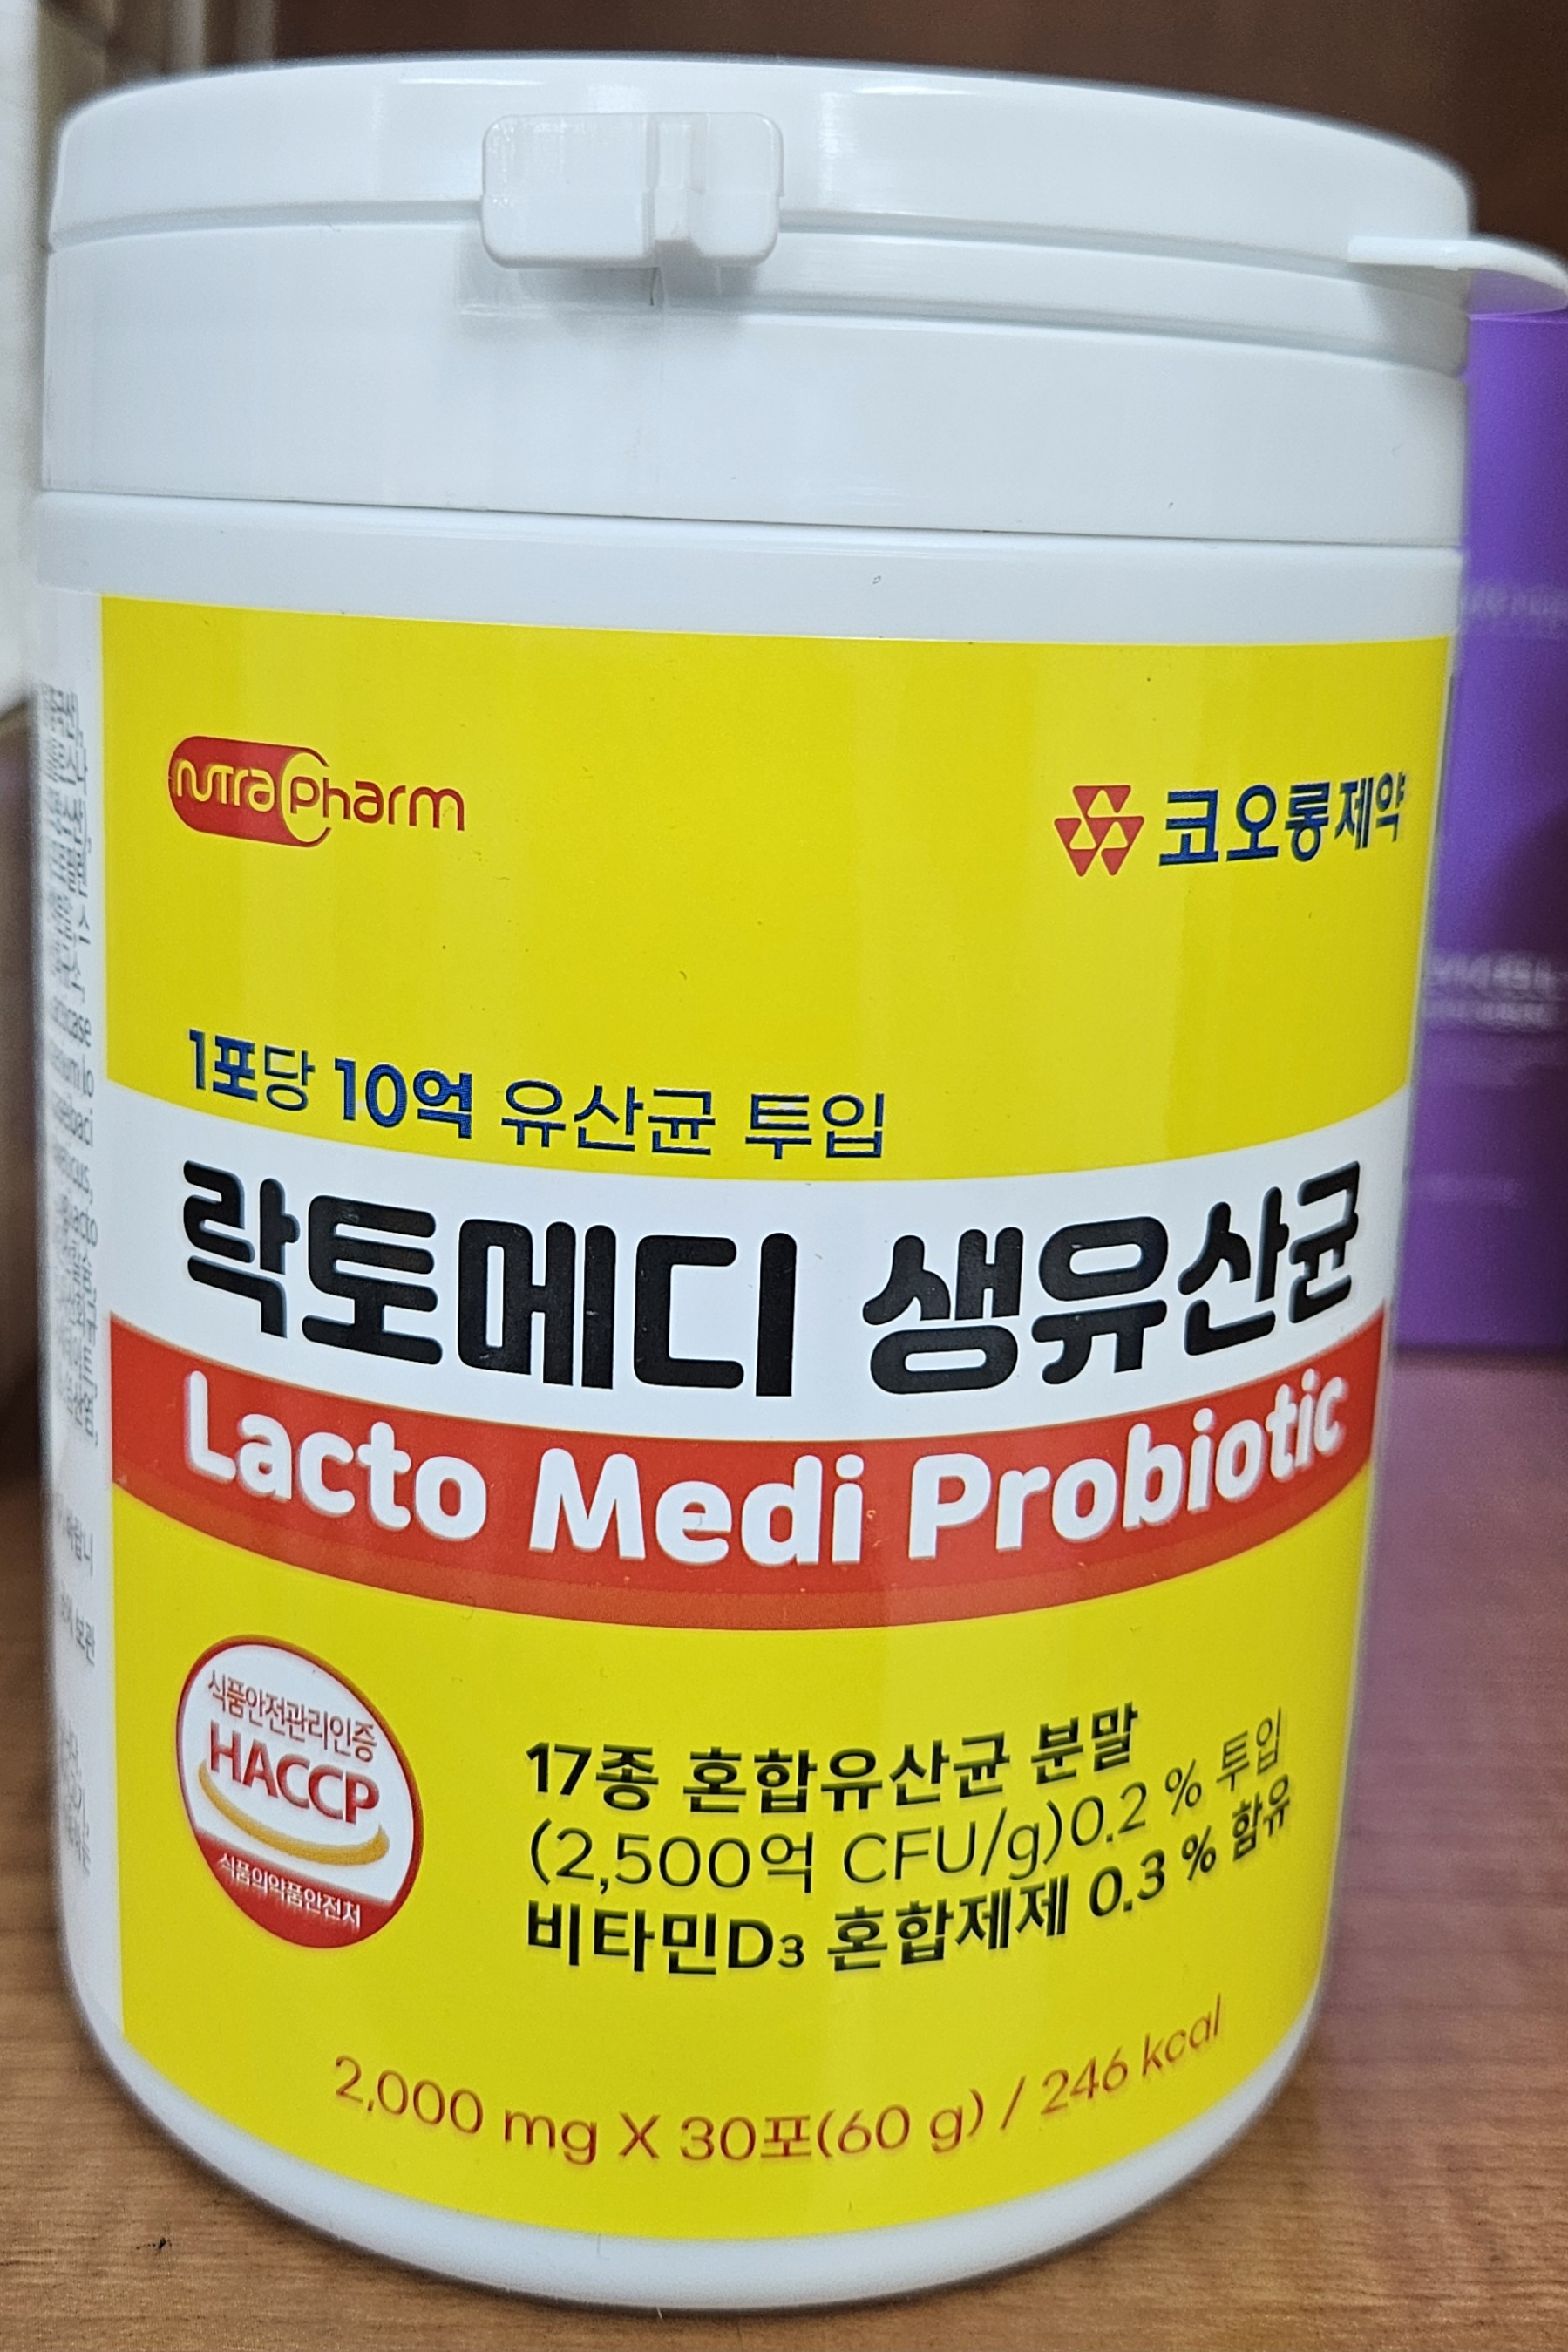 Nutra Pharm
코오롱제약
1포당 10억 유산균 투입
락토메디 생유산균
Lacto Medi Probiotic
식품안전관리인증
HACCP
식품의약품안전처
17종 혼합유산균 분말
(2,500억 CFU/g)0.2 % 투입
비타민D3 혼합제제 0.3 % 함유
2,000 mg X 30포(60 g) / 246 kcal